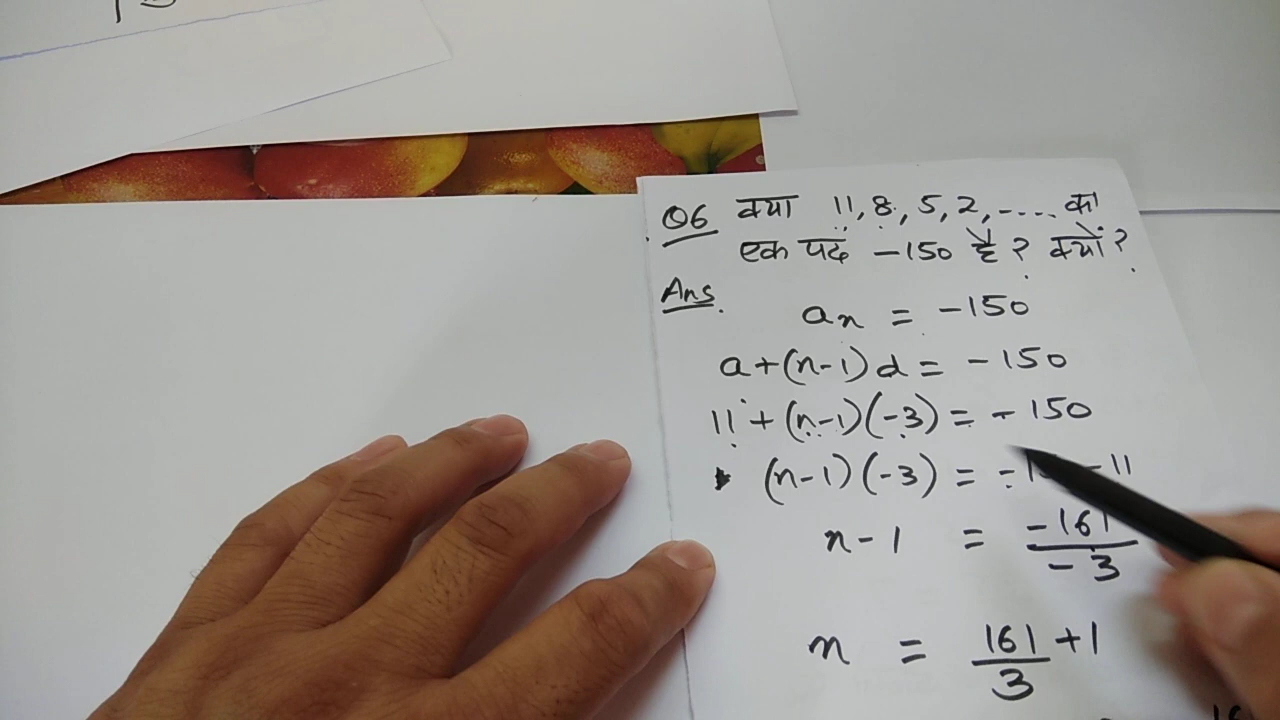 Q6 क्या 11, 8, 5, 2, ---- का
एक पद -150 है? क्यों?
Ans.
an = -150
a+(n-1)d = -150
11 + (n-1)(-3) = -150
(n-1)(-3) = - -11
n-1 = -161/-3
n = 161/3 +1